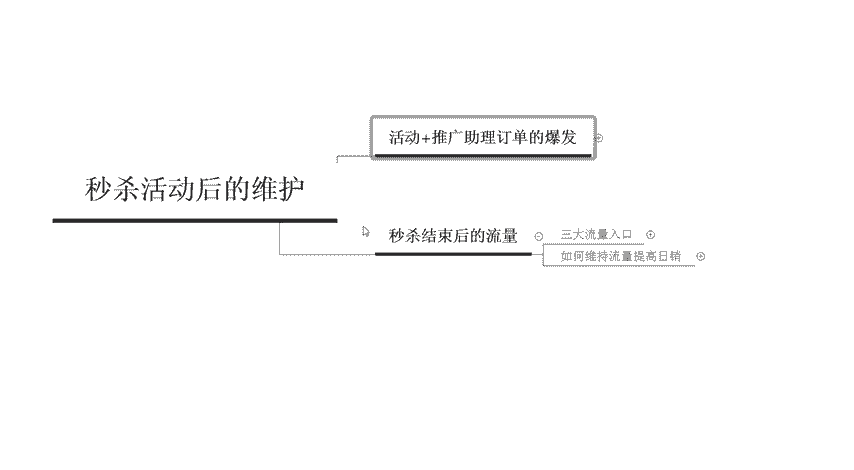 活动+推广助理订单的爆发
秒杀活动后的维护
秒杀结束后的流量
三大流量入口
如何维持流量提高日销